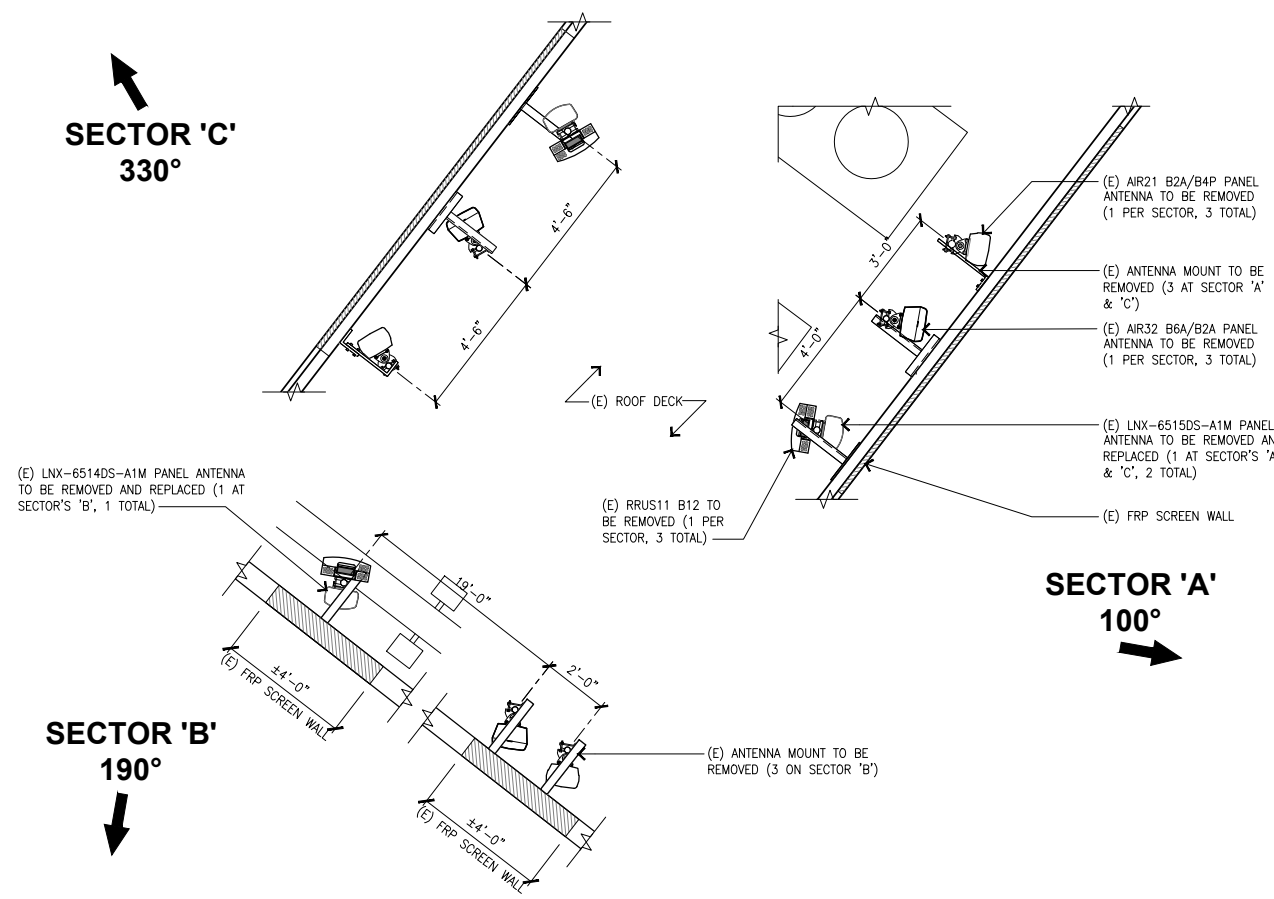 SECTOR 'C'
330°
4'-6"
4'-6"
3'-0"
4'-0"
(E) AIR21 B2A/B4P PANEL
ANTENNA TO BE REMOVED
(1 PER SECTOR, 3 TOTAL)
(E) ANTENNA MOUNT TO BE
REMOVED (3 AT SECTOR 'A'
& 'C')
(E) AIR32 B6A/B2A PANEL
ANTENNA TO BE REMOVED
(1 PER SECTOR, 3 TOTAL)
(E) ROOF DECK
(E) LNX-6515DS-A1M PANEL
ANTENNA TO BE REMOVED AN
REPLACED (1 AT SECTOR'S 'A
& 'C', 2 TOTAL)
(E) FRP SCREEN WALL
(E) RRUS11 B12 TO
BE REMOVED (1 PER
SECTOR, 3 TOTAL)
(E) LNX-6514DS-A1M PANEL ANTENNA
TO BE REMOVED AND REPLACED (1 AT
SECTOR'S 'B', 1 TOTAL)
SECTOR 'A'
100°
19'-0"
2'-0"
±4'-0"
(E) FRP SCREEN WALL
SECTOR 'B'
190°
(E) ANTENNA MOUNT TO BE
REMOVED (3 ON SECTOR 'B')
±4'-0"
(E) FRP SCREEN WALL